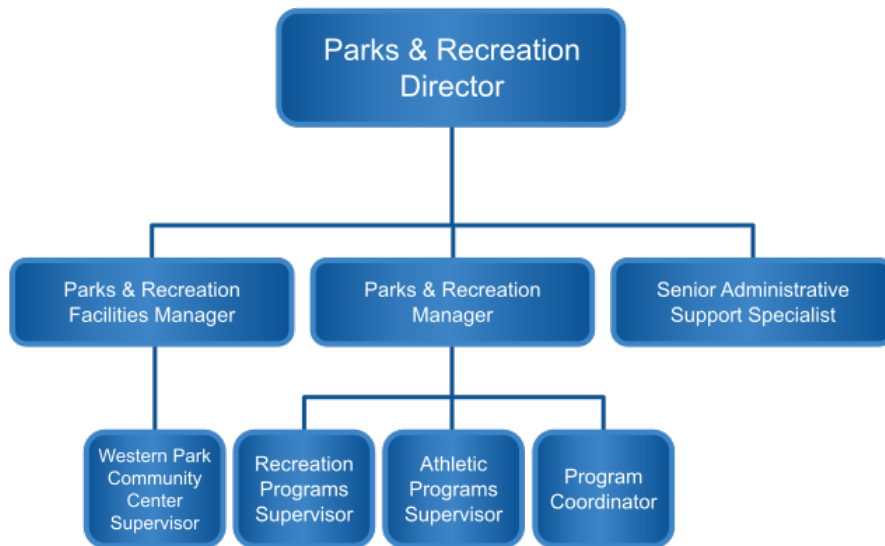 Parks & Recreation
Director
Parks & Recreation
Facilities Manager
Parks & Recreation
Manager
Senior Administrative
Support Specialist
Western Park
Community
Center
Supervisor
Recreation
Programs
Supervisor
Athletic
Programs
Supervisor
Program
Coordinator